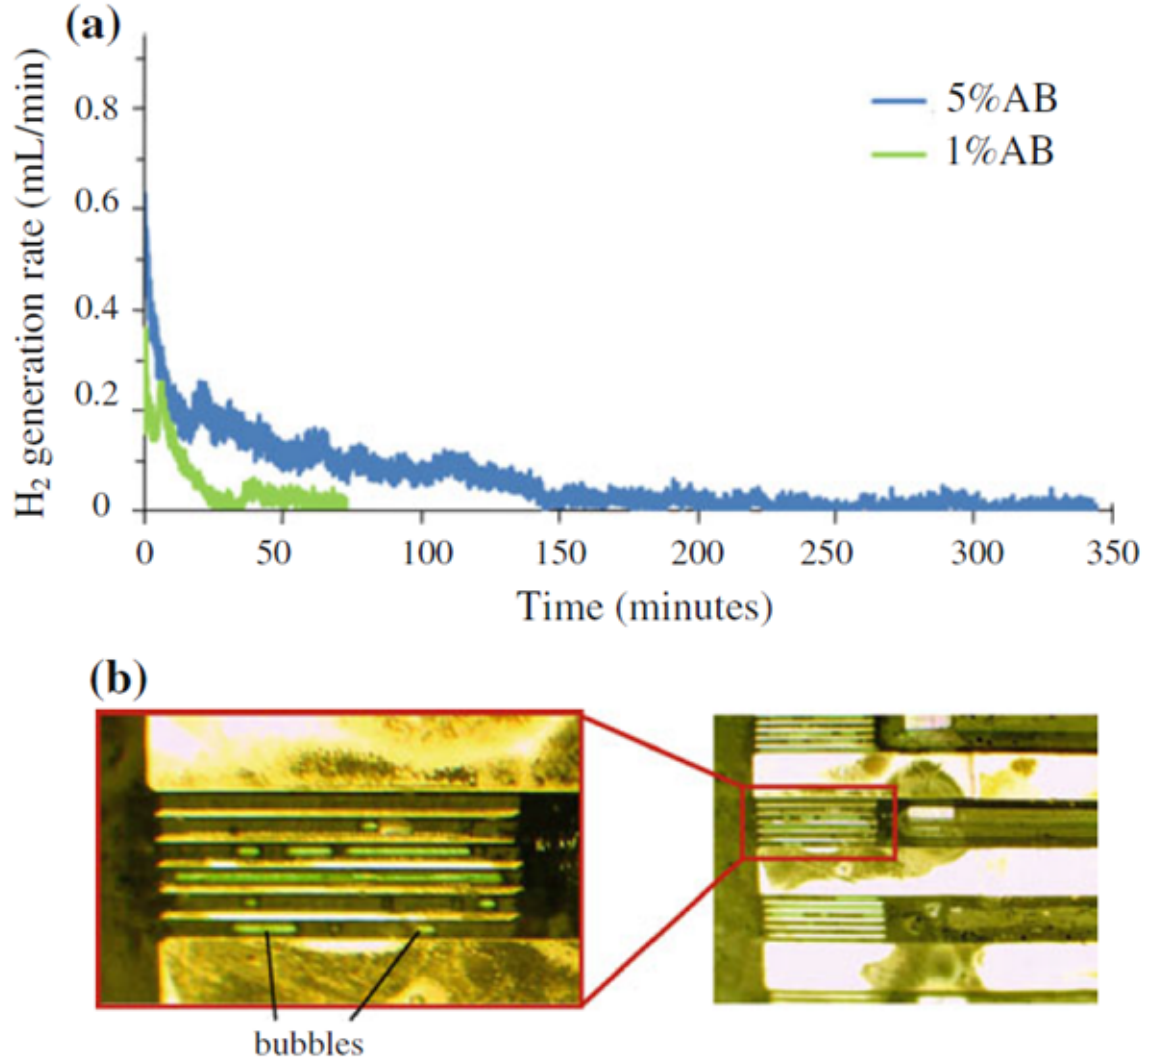 (a)
H₂ generation rate (mL/min)
0.8
0.6
0.4
0.2
0
5%AB
1%AB
0 50 100 150 200 250 300 350
Time (minutes)
(b)
bubbles